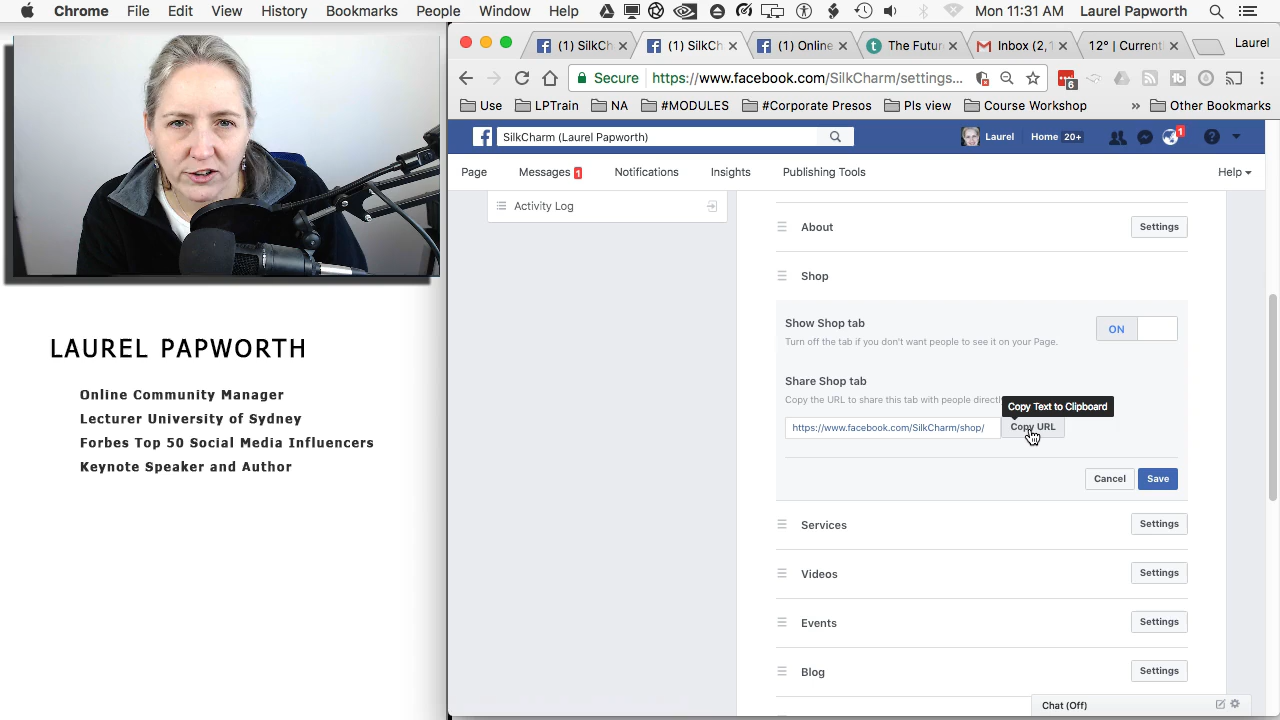 Chrome File Edit View History Bookmarks People Window Help Mon 11:31 AM Laurel Papworth
(1) SilkCh × (1) SilkCh × (1) Online × The Futur × Inbox (2, 1 × 12° | Current × Laurel
Secure https://www.facebook.com/SilkCharm/settings... 6
Use LPTrain NA #MODULES #Corporate Presos PIs view Course Workshop » Other Bookmarks
SilkCharm (Laurel Papworth) Laurel Home 20+ 1
Page Messages 1 Notifications Insights Publishing Tools Help
Activity Log
About Settings
Shop
Show Shop tab ON
Turn off the tab if you don't want people to see it on your Page.
Share Shop tab
Copy the URL to share this tab with people directl
Copy Text to Clipboard
https://www.facebook.com/SilkCharm/shop/ Copy URL
Cancel Save
Services Settings
Videos Settings
Events Settings
Blog Settings
Chat (Off)
LAUREL PAPWORTH
Online Community Manager
Lecturer University of Sydney
Forbes Top 50 Social Media Influencers
Keynote Speaker and Author